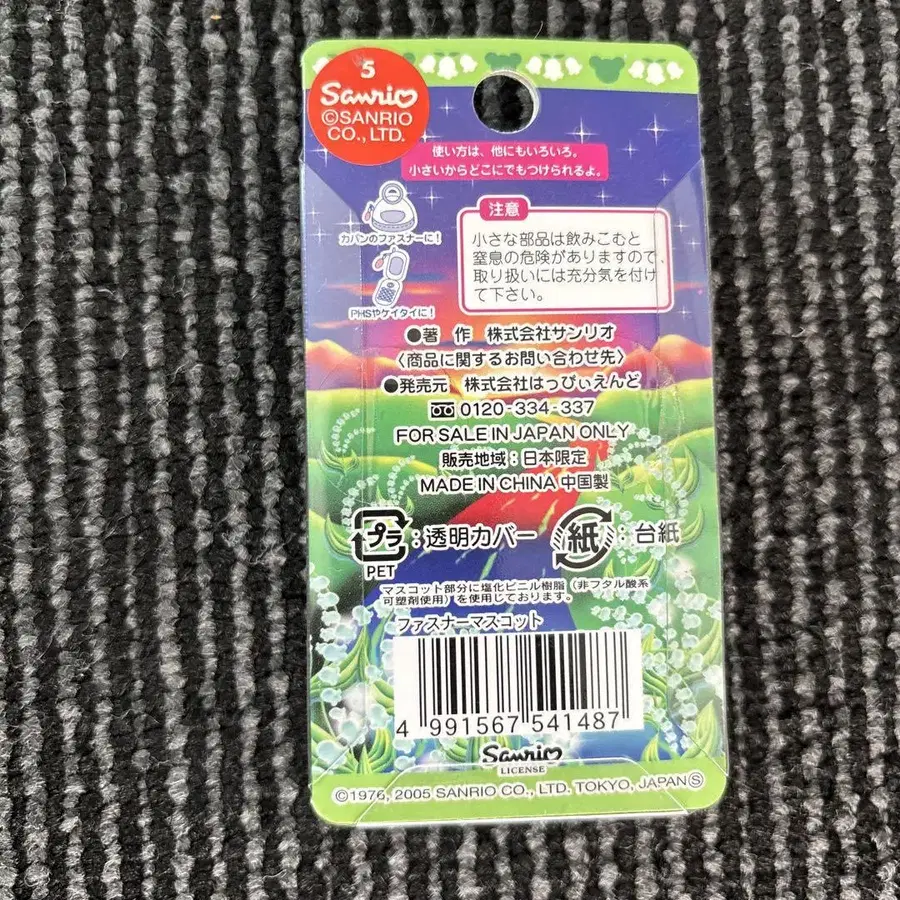 5
Sanrio
©SANRIO
CO., LTD.
使い方は、他にもいろいろ。
小さいからどこにでもつけられるよ。
カバンのファスナーに!
PHSやケイタイに!
注意
小さな部品は飲みこむと
窒息の危険がありますので、
取り扱いには充分気を付け
て下さい。
●著 作 株式会社サンリオ
〈商品に関するお問い合わせ先〉
●発売元 株式会社はっぴぃえんど
0120-334-337
FOR SALE IN JAPAN ONLY
販売地域:日本限定
MADE IN CHINA 中国製
プラ:透明カバー
紙:台紙
PET
マスコット部分に塩化ビニル樹脂(非フタル酸系
可塑剤使用)を使用しております。
ファスナーマスコット
4 991567 541487
Sanrio
LICENSE
©1976, 2005 SANRIO CO., LTD. TOKYO, JAPAN Ⓢ